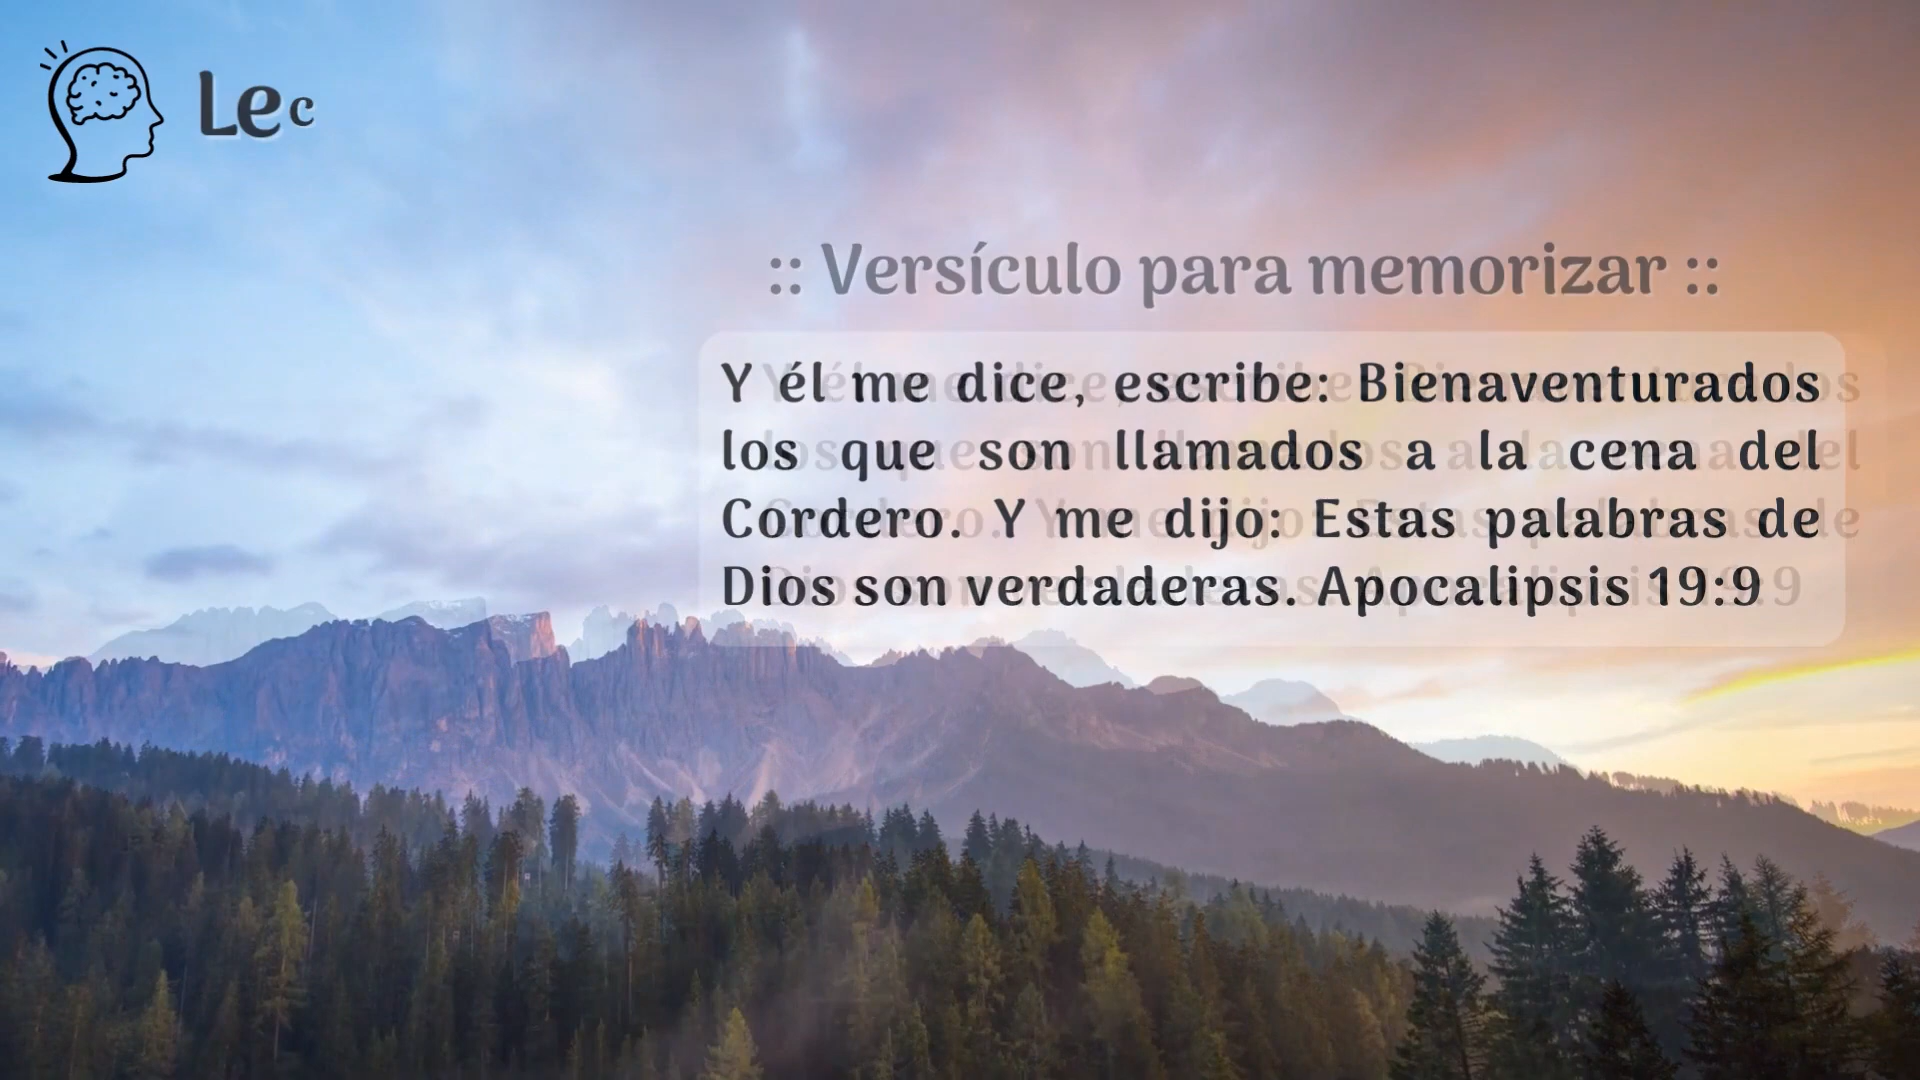 Lec
:: Versículo para memorizar ::
Y él me dice, escribe: Bienaventurados
los que son llamados a la cena del
Cordero. Y me dijo: Estas palabras de
Dios son verdaderas. Apocalipsis 19:9